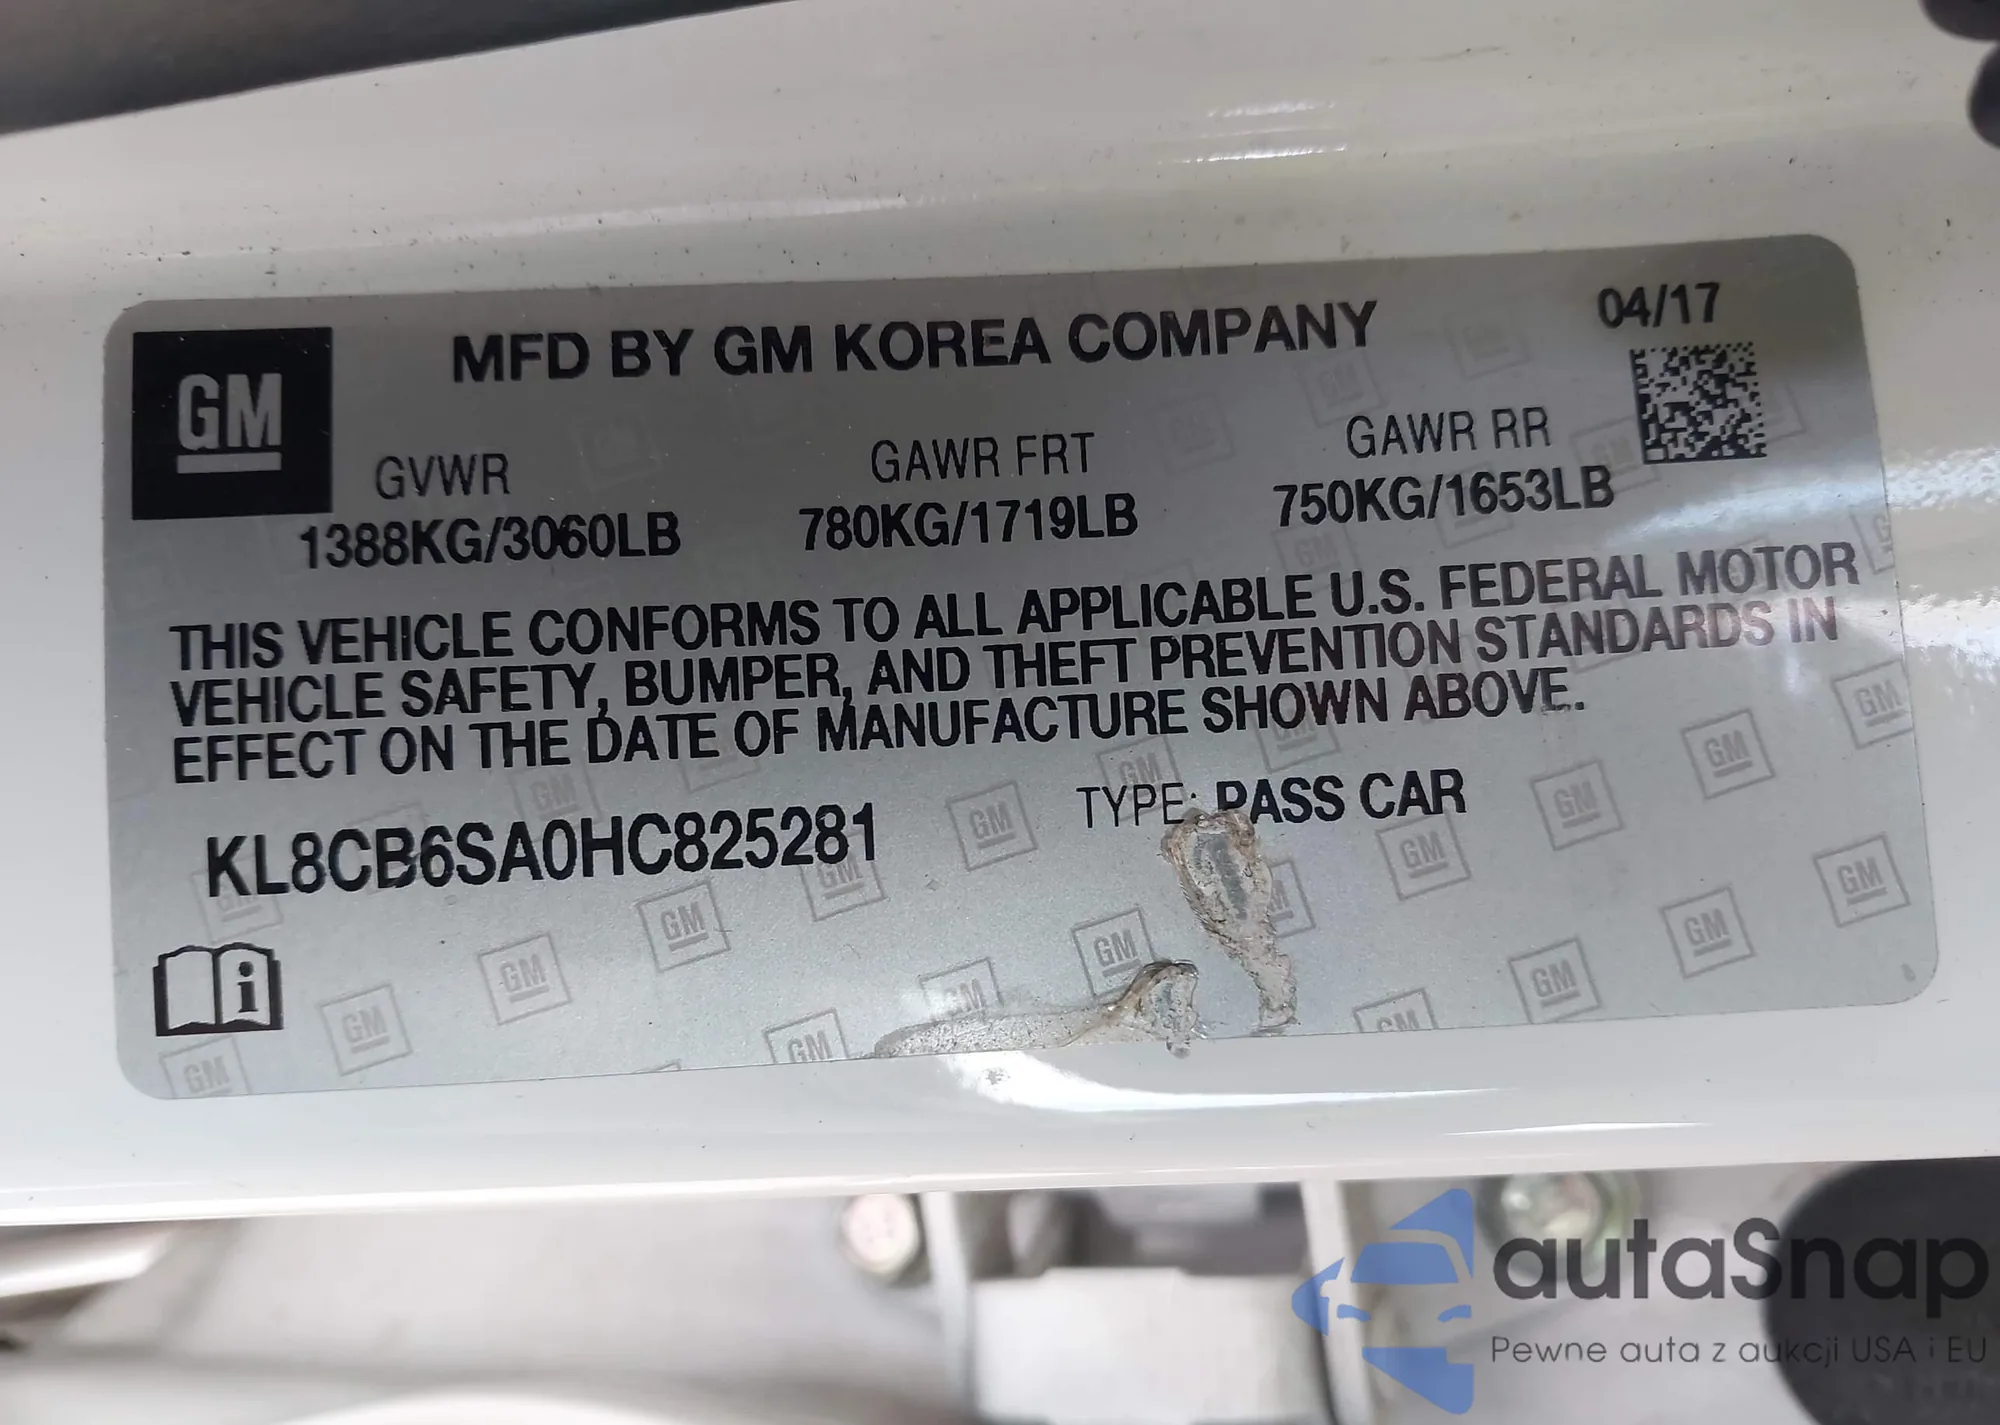 MFD BY GM KOREA COMPANY
04/17
GM
GVWR
GAWR FRT
GAWR RR
1388KG/3060LB
780KG/1719LB
750KG/1653LB
THIS VEHICLE CONFORMS TO ALL APPLICABLE U.S. FEDERAL MOTOR
VEHICLE SAFETY, BUMPER, AND THEFT PREVENTION STANDARDS IN
EFFECT ON THE DATE OF MANUFACTURE SHOWN ABOVE.
KL8CB6SA0HC825281
TYPE: PASS CAR
autaSnap
Pewne auta z aukcji USA i EU